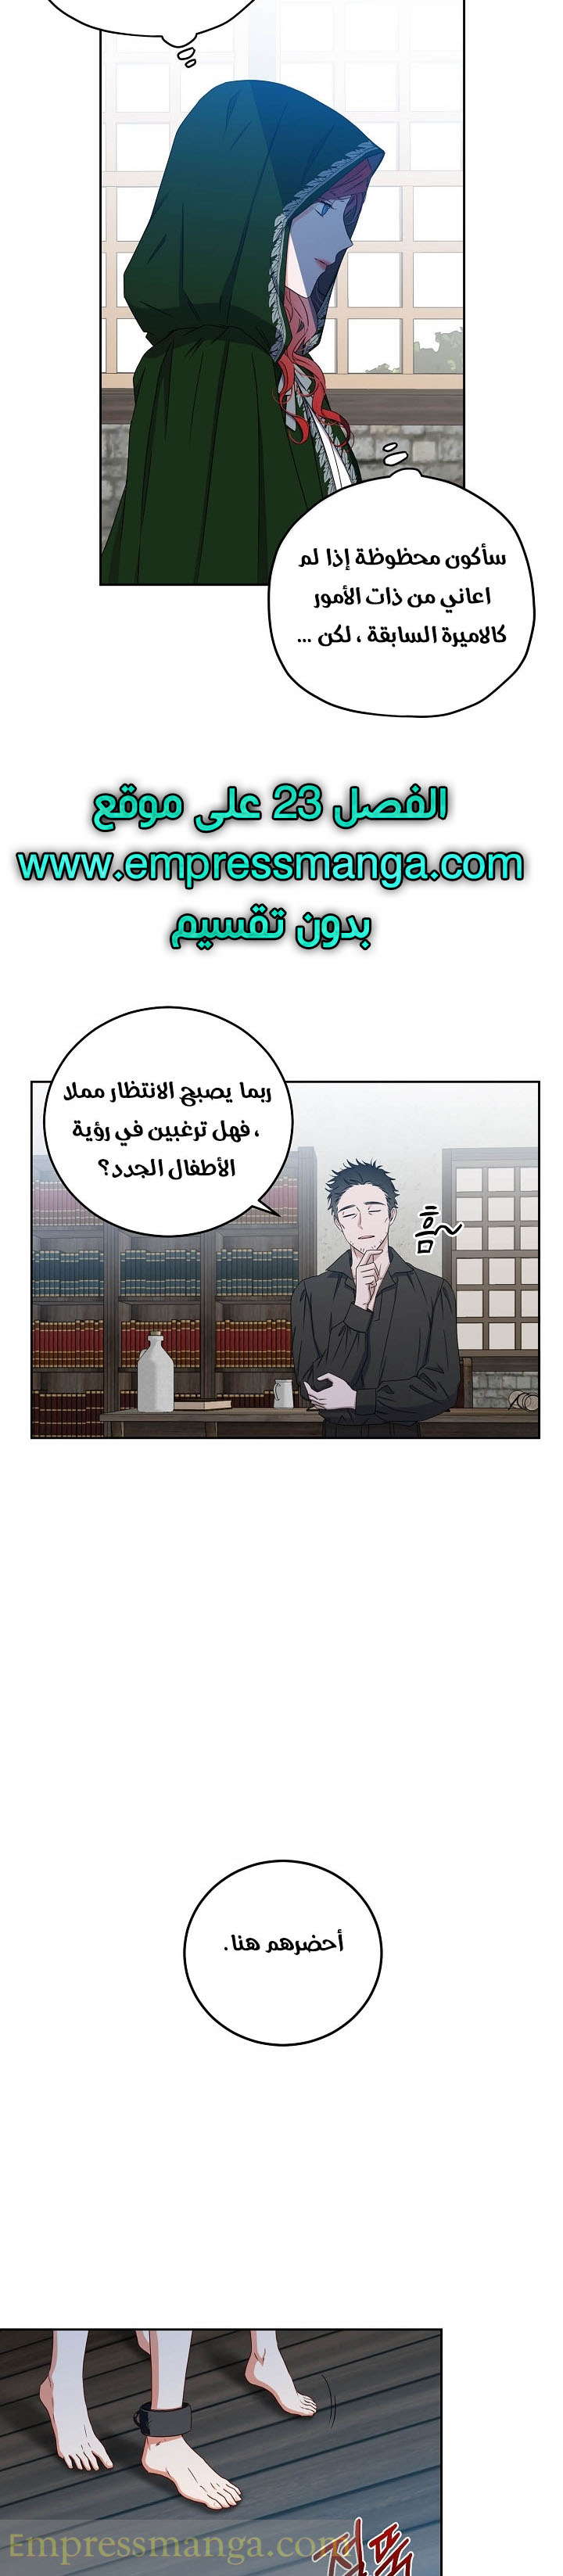 سأكون محظوظة إذا لم
اعاني من ذات الأمور
كالاميرة السابقة ، لكن ...
الفصل 23 على موقع
www.empressmanga.com
بدون تقسيم
ربما يصبح الانتظار مملا
، فهل ترغبين في رؤية
الأطفال الجدد؟
흠~
أحضرهم هنا.
Empressmanga.com